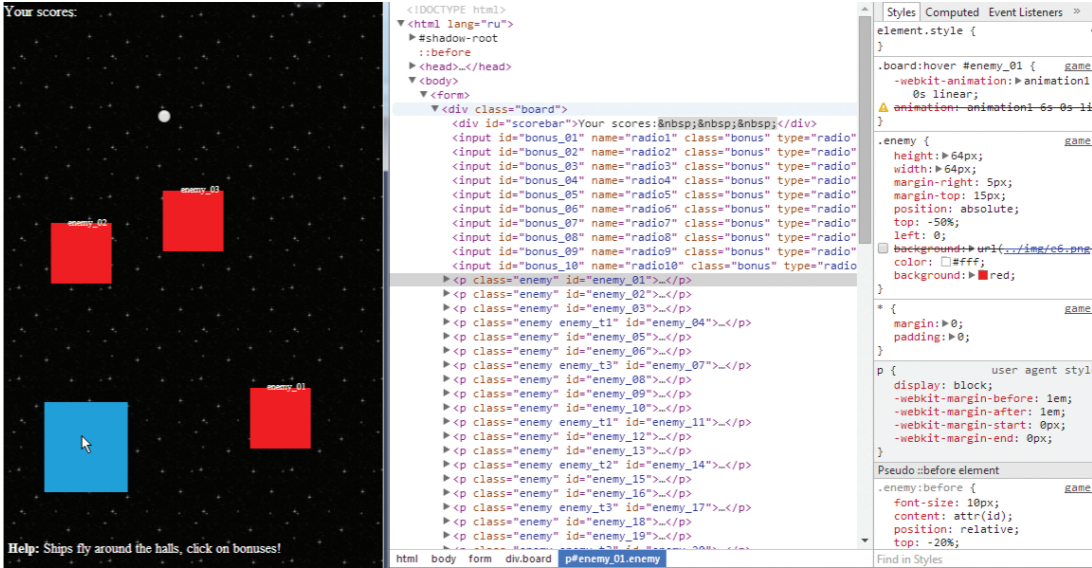 Your scores:
enemy_03
enemy_02
enemy_01
Help: Ships fly around the halls, click on bonuses!
<!DOCTYPE html>
▼<html lang="ru">
▶#shadow-root
::before
▶<head>…</head>
▼<body>
▼<form>
▼<div class="board">
<div id="scorebar">Your scores:&nbsp;&nbsp;&nbsp;</div>
<input id="bonus_01" name="radio1" class="bonus" type="radio"
<input id="bonus_02" name="radio2" class="bonus" type="radio"
<input id="bonus_03" name="radio3" class="bonus" type="radio"
<input id="bonus_04" name="radio4" class="bonus" type="radio"
<input id="bonus_05" name="radio5" class="bonus" type="radio"
<input id="bonus_06" name="radio6" class="bonus" type="radio"
<input id="bonus_07" name="radio7" class="bonus" type="radio"
<input id="bonus_08" name="radio8" class="bonus" type="radio"
<input id="bonus_09" name="radio9" class="bonus" type="radio"
<input id="bonus_10" name="radio10" class="bonus" type="radio
▶<p class="enemy" id="enemy_01">…</p>
▶<p class="enemy" id="enemy_02">…</p>
▶<p class="enemy" id="enemy_03">…</p>
▶<p class="enemy enemy_t1" id="enemy_04">…</p>
▶<p class="enemy" id="enemy_05">…</p>
▶<p class="enemy" id="enemy_06">…</p>
▶<p class="enemy enemy_t3" id="enemy_07">…</p>
▶<p class="enemy" id="enemy_08">…</p>
▶<p class="enemy" id="enemy_09">…</p>
▶<p class="enemy" id="enemy_10">…</p>
▶<p class="enemy enemy_t1" id="enemy_11">…</p>
▶<p class="enemy" id="enemy_12">…</p>
▶<p class="enemy" id="enemy_13">…</p>
▶<p class="enemy enemy_t2" id="enemy_14">…</p>
▶<p class="enemy" id="enemy_15">…</p>
▶<p class="enemy" id="enemy_16">…</p>
▶<p class="enemy enemy_t3" id="enemy_17">…</p>
▶<p class="enemy" id="enemy_18">…</p>
▶<p class="enemy" id="enemy_19">…</p>
html body form div.board p#enemy_01.enemy
Styles Computed Event Listeners »
element.style {
}
.board:hover #enemy_01 { game
-webkit-animation:▶animation1
0s linear;
animation: animation1 6s 0s li
}
.enemy { game
height:▶64px;
width:▶64px;
margin-right: 5px;
margin-top: 15px;
position: absolute;
top: -50%;
left: 0;
background:▶url(../img/e6.png
color: #fff;
background:▶red;
}
* { game
margin:▶0;
padding:▶0;
}
p { user agent style
display: block;
-webkit-margin-before: 1em;
-webkit-margin-after: 1em;
-webkit-margin-start: 0px;
-webkit-margin-end: 0px;
}
Pseudo ::before element
.enemy:before { game
font-size: 10px;
content: attr(id);
position: relative;
top: -20%;
Find in Styles